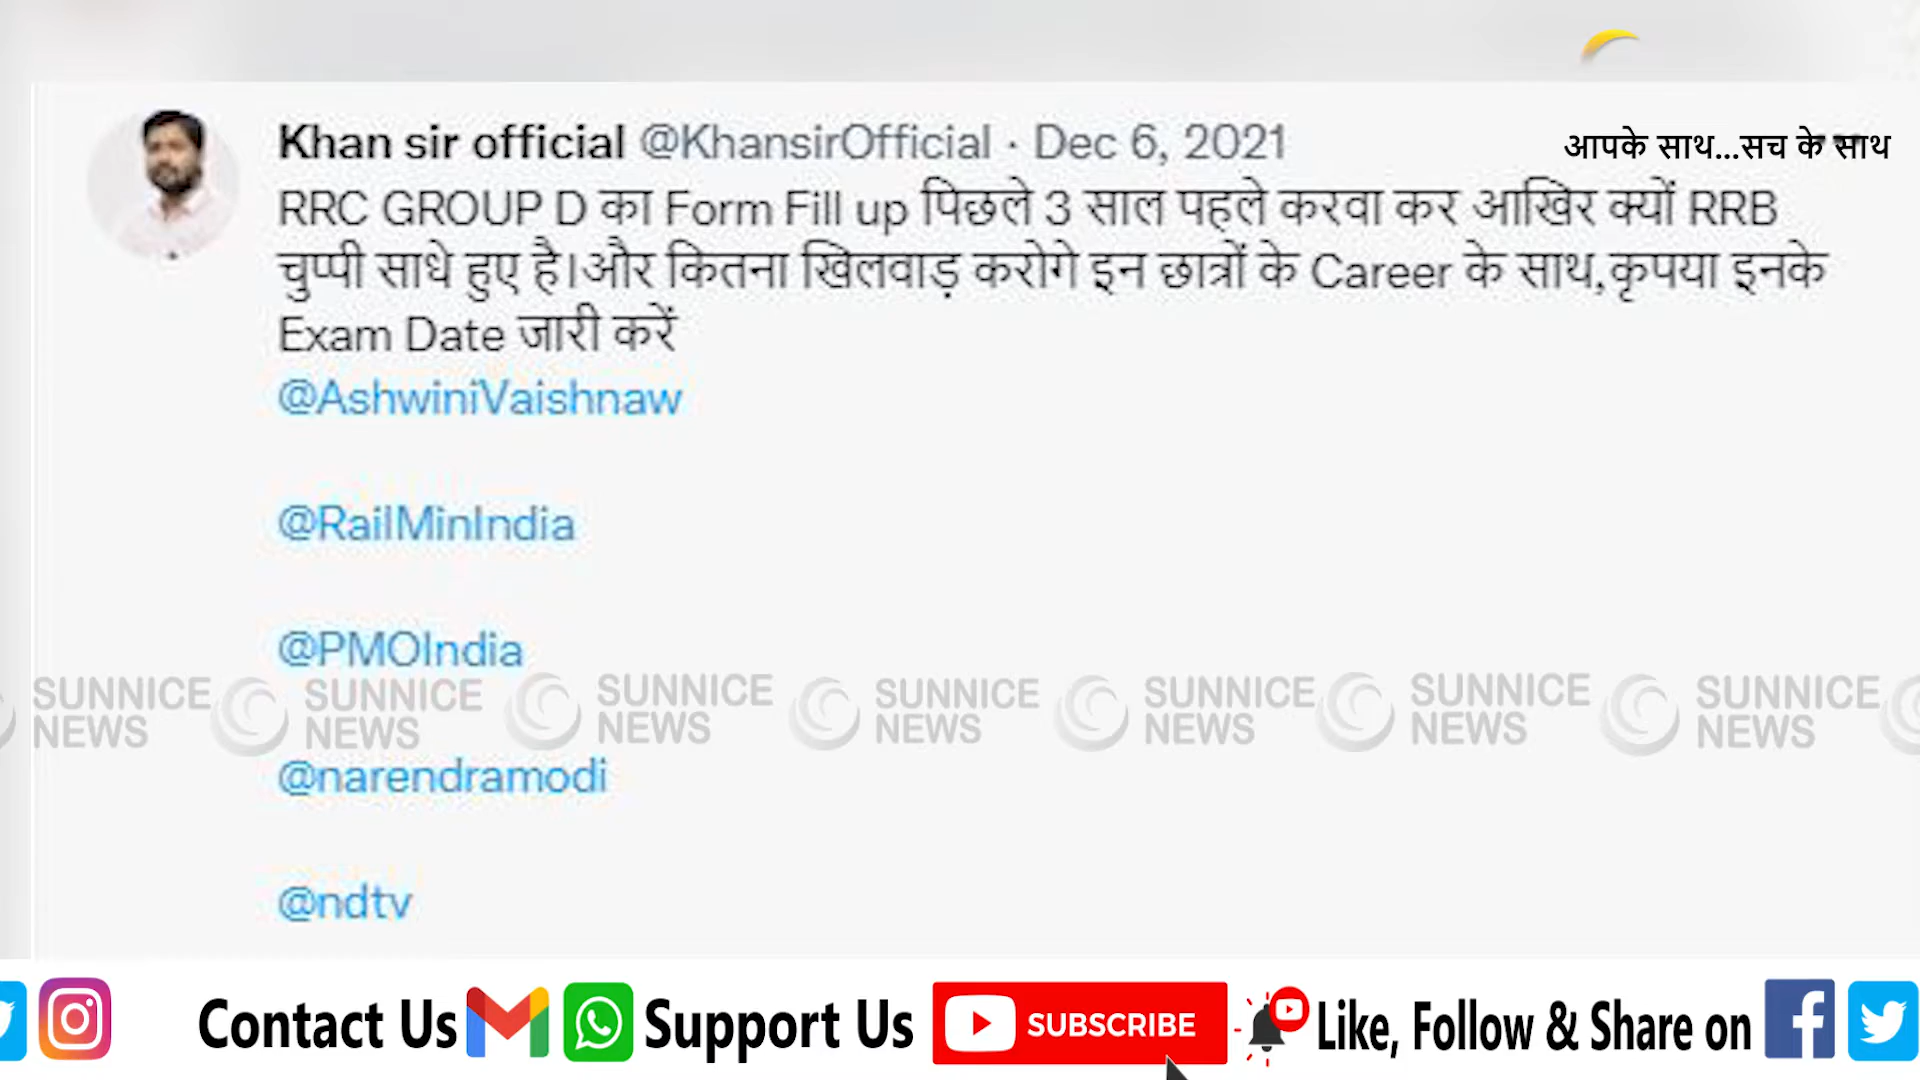 Khan sir official @KhansirOfficial · Dec 6, 2021
आपके साथ...सच के साथ
RRC GROUP D का Form Fill up पिछले 3 साल पहले करवा कर आखिर क्यों RRB
चुप्पी साधे हुए है।और कितना खिलवाड़ करोगे इन छात्रों के Career के साथ,कृपया इनके
Exam Date जारी करें
@AshwiniVaishnaw
@RailMinIndia
@PMOIndia
SUNNICE NEWS SUNNICE NEWS SUNNICE NEWS SUNNICE NEWS SUNNICE NEWS SUNNICE NEWS SUNNICE NEWS
@narendramodi
@ndtv
Contact Us Support Us SUBSCRIBE Like, Follow & Share on